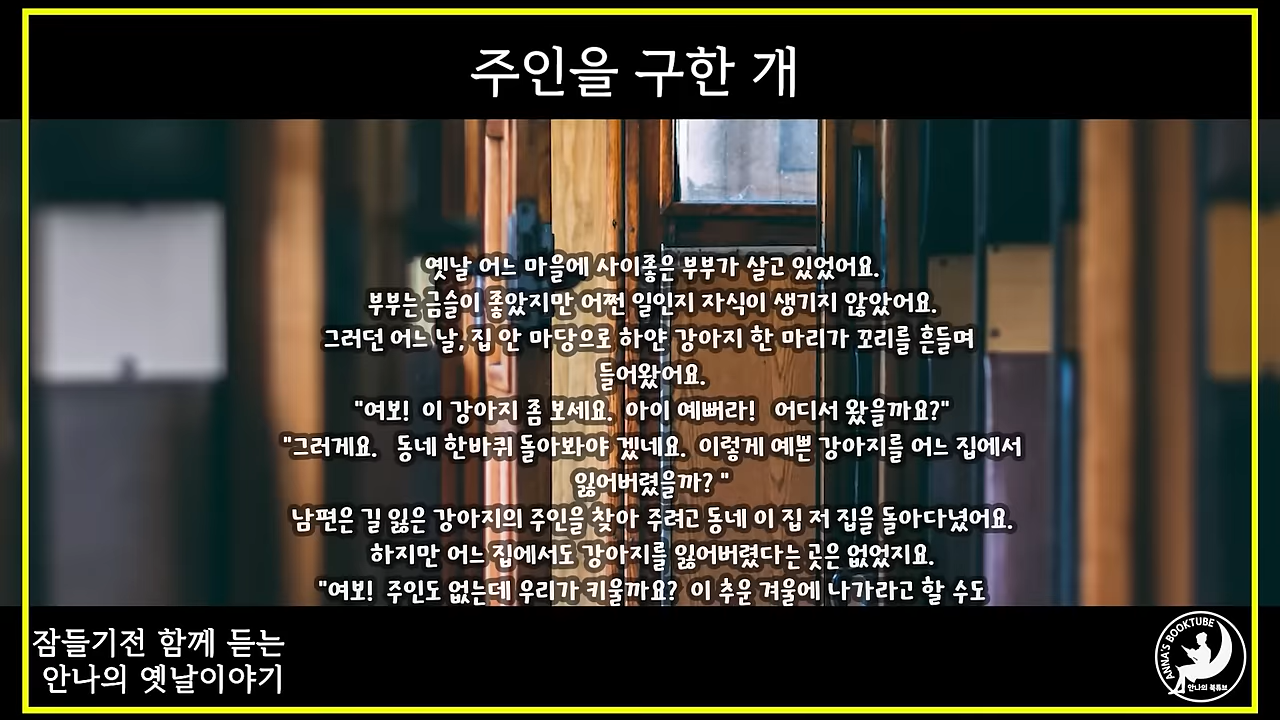 주인을 구한 개
옛날 어느 마을에 사이좋은 부부가 살고 있었어요.
부부는 금슬이 좋았지만 어쩐 일인지 자식이 생기지 않았어요.
그러던 어느 날, 집 안 마당으로 하얀 강아지 한 마리가 꼬리를 흔들며
들어왔어요.
"여보! 이 강아지 좀 보세요. 아이 예뻐라! 어디서 왔을까요?"
"그러게요. 동네 한바퀴 돌아봐야 겠네요. 이렇게 예쁜 강아지를 어느 집에서
잃어버렸을까? "
남편은 길 잃은 강아지의 주인을 찾아 주려고 동네 이 집 저 집을 돌아다녔어요.
하지만 어느 집에서도 강아지를 잃어버렸다는 곳은 없었지요.
"여보! 주인도 없는데 우리가 키울까요? 이 추운 겨울에 나가라고 할 수도
잠들기전 함께 듣는
안나의 옛날이야기
ANNA'S BOOKTUBE
안나의 북튜브